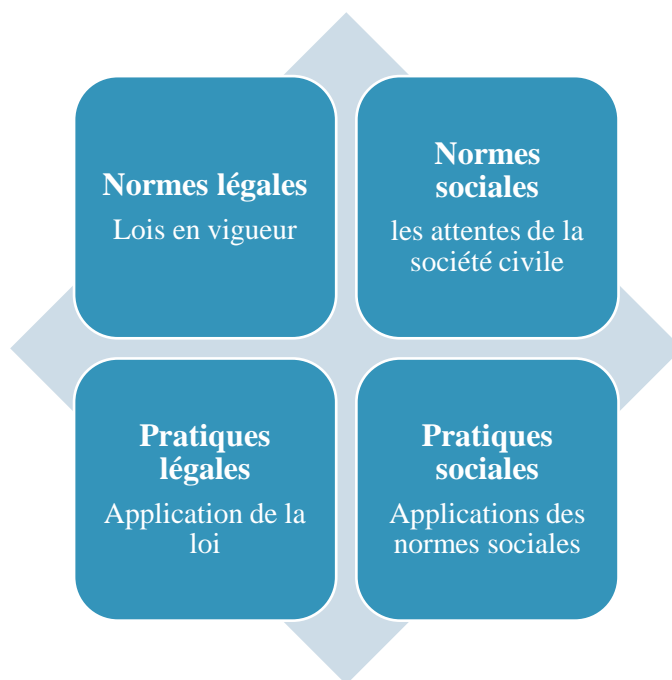 Normes légales
Lois en vigueur
Normes
sociales
les attentes de la
société civile
Pratiques
légales
Application de la
loi
Pratiques
sociales
Applications des
normes sociales